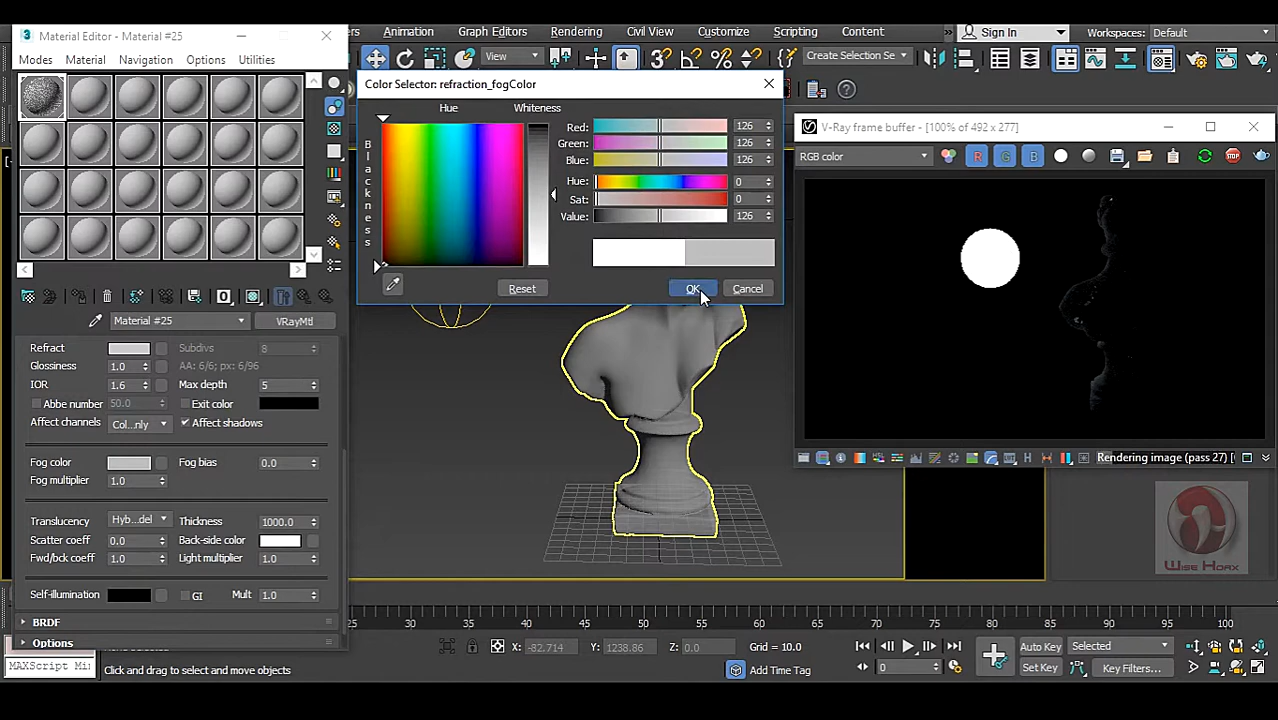 Material Editor - Material #25
Modes Material Navigation Options Utilities
Animation Graph Editors Rendering Civil View Customize Scripting Content Sign In Workspaces: Default
View Create Selection Se
Color Selector: refraction_fogColor
Hue Whiteness
Blackness
Red: 126
Green: 126
Blue: 126
Hue: 0
Sat: 0
Value: 126
Reset OK Cancel
V-Ray frame buffer - [100% of 492 x 277]
RGB color R G B
Rendering image (pass 27) [
Material #25 VRayMtl
Refract Subdivs 8
Glossiness 1.0 AA: 6/6; px: 6/96
IOR 1.6 Max depth 5
Abbe number 50.0 Exit color
Affect channels Col...nly Affect shadows
Fog color Fog bias 0.0
Fog multiplier 1.0
Translucency Hyb...del Thickness 1000.0
Scatter coeff 0.0 Back-side color
Fwd/bck coeff 1.0 Light multiplier 1.0
Self-illumination GI Mult 1.0
BRDF
Options
Wise Hoax
30 35 40 45 50 55 60 65 70 75 80 85 90 95 100
MAXScript Mi:
X: -82.714 Y: 1238.86 Z: 0.0 Grid = 10.0
Click and drag to select and move objects
Add Time Tag
0
Auto Key Selected
Set Key Key Filters...